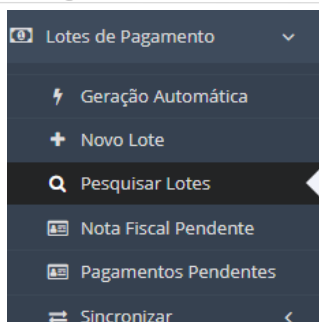 Lotes de Pagamento
Geração Automática
Novo Lote
Pesquisar Lotes
Nota Fiscal Pendente
Pagamentos Pendentes
Sincronizar